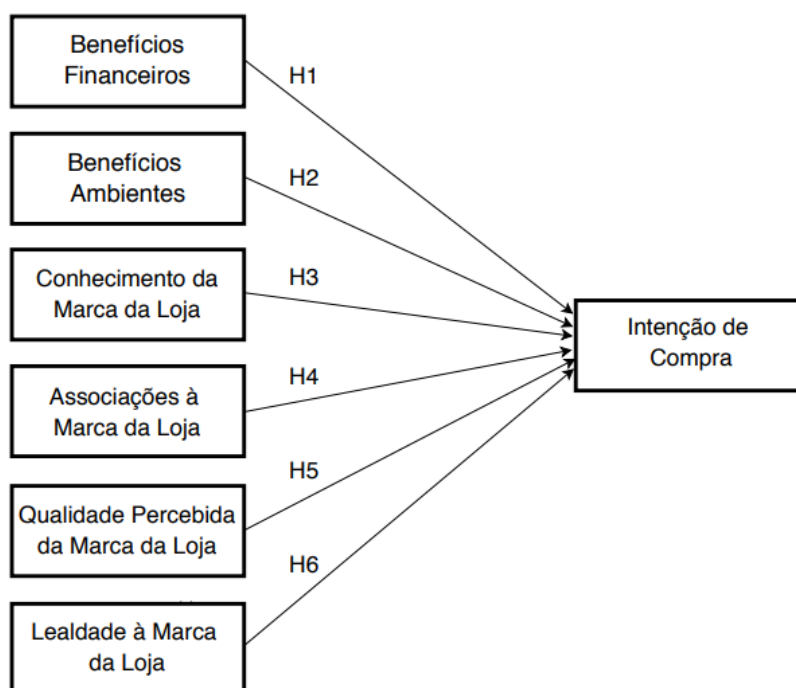 Benefícios
Financeiros
H1
Benefícios
Ambientes
H2
Conhecimento da
Marca da Loja
H3
Associações à
Marca da Loja
H4
Qualidade Percebida
da Marca da Loja
H5
Lealdade à Marca
da Loja
H6
Intenção de
Compra